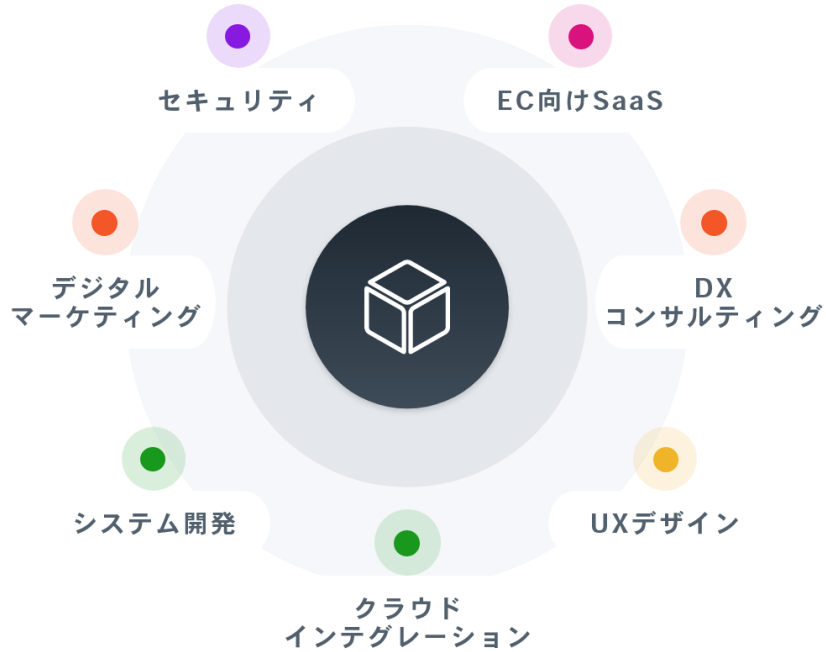 セキュリティ
EC向けSaaS
デジタル
マーケティング
DX
コンサルティング
システム開発
UXデザイン
クラウド
インテグレーション